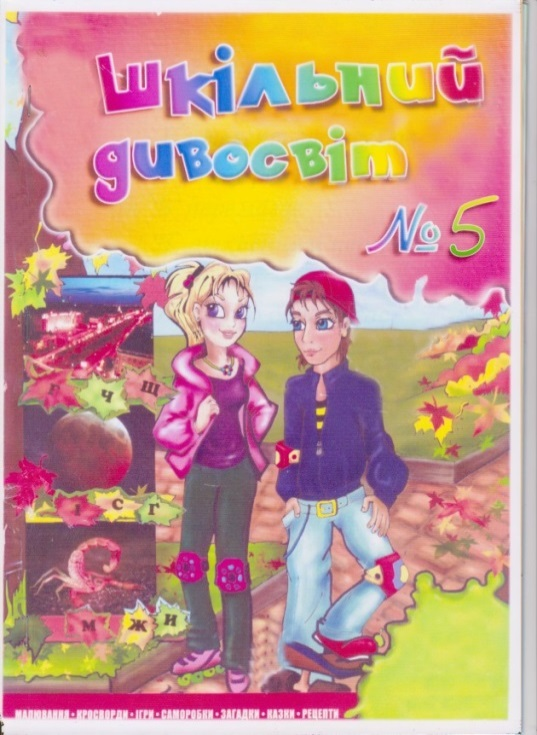 Шкільний
дивосвіт
№ 5
Ч Ш
І Є Г
М Ж И
МАЛЮВАННЯ • КРОСВОРДИ • ІГРИ • САМОРОБКИ • ЗАГАДКИ • КАЗКИ • РЕЦЕПТИ